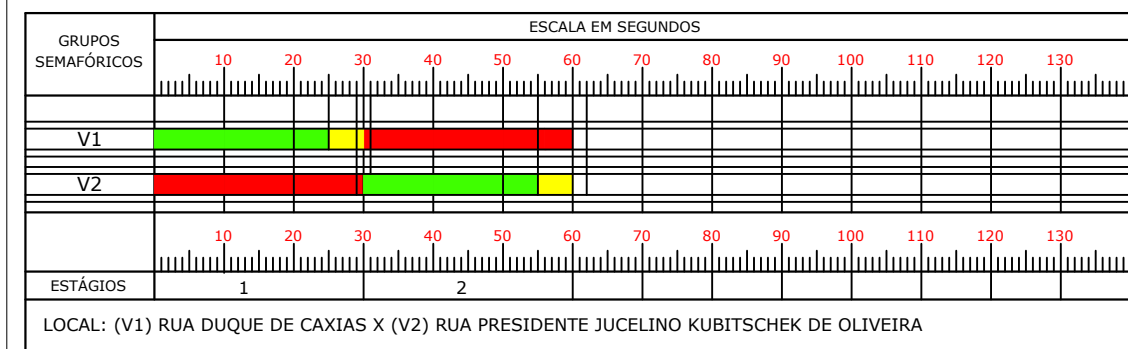 ESCALA EM SEGUNDOS
GRUPOS
SEMAFÓRICOS
10 20 30 40 50 60 70 80 90 100 110 120 130
V1
V2
10 20 30 40 50 60 70 80 90 100 110 120 130
ESTÁGIOS 1 2
LOCAL: (V1) RUA DUQUE DE CAXIAS X (V2) RUA PRESIDENTE JUCELINO KUBITSCHEK DE OLIVEIRA